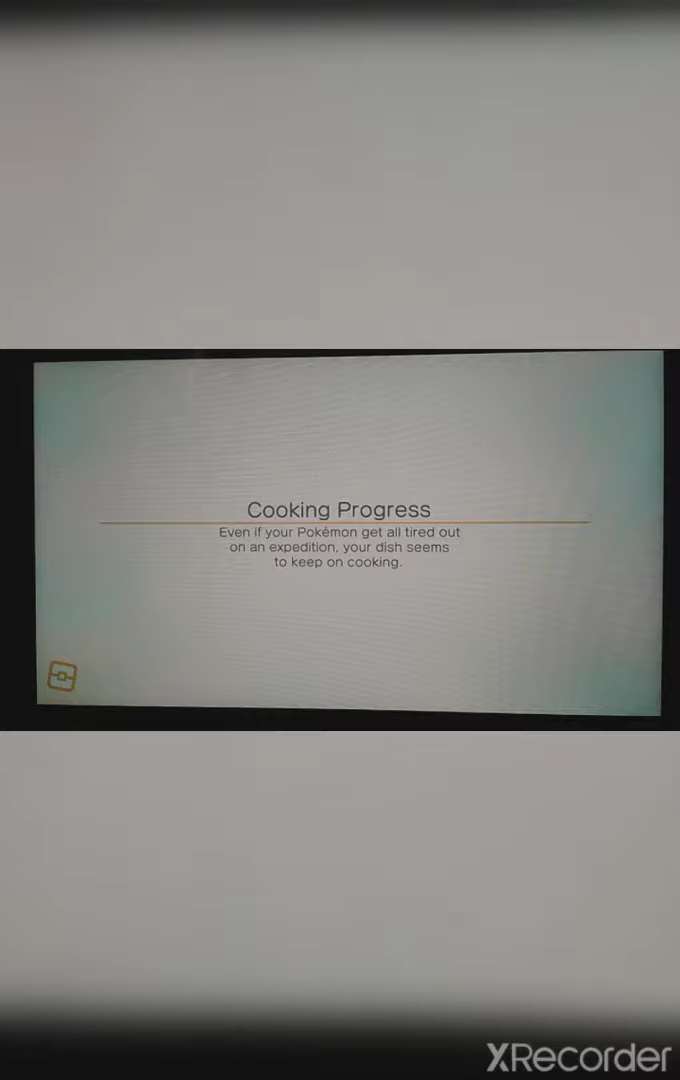 Cooking Progress
Even if your Pokémon get all tired out
on an expedition, your dish seems
to keep on cooking.
XRecorder